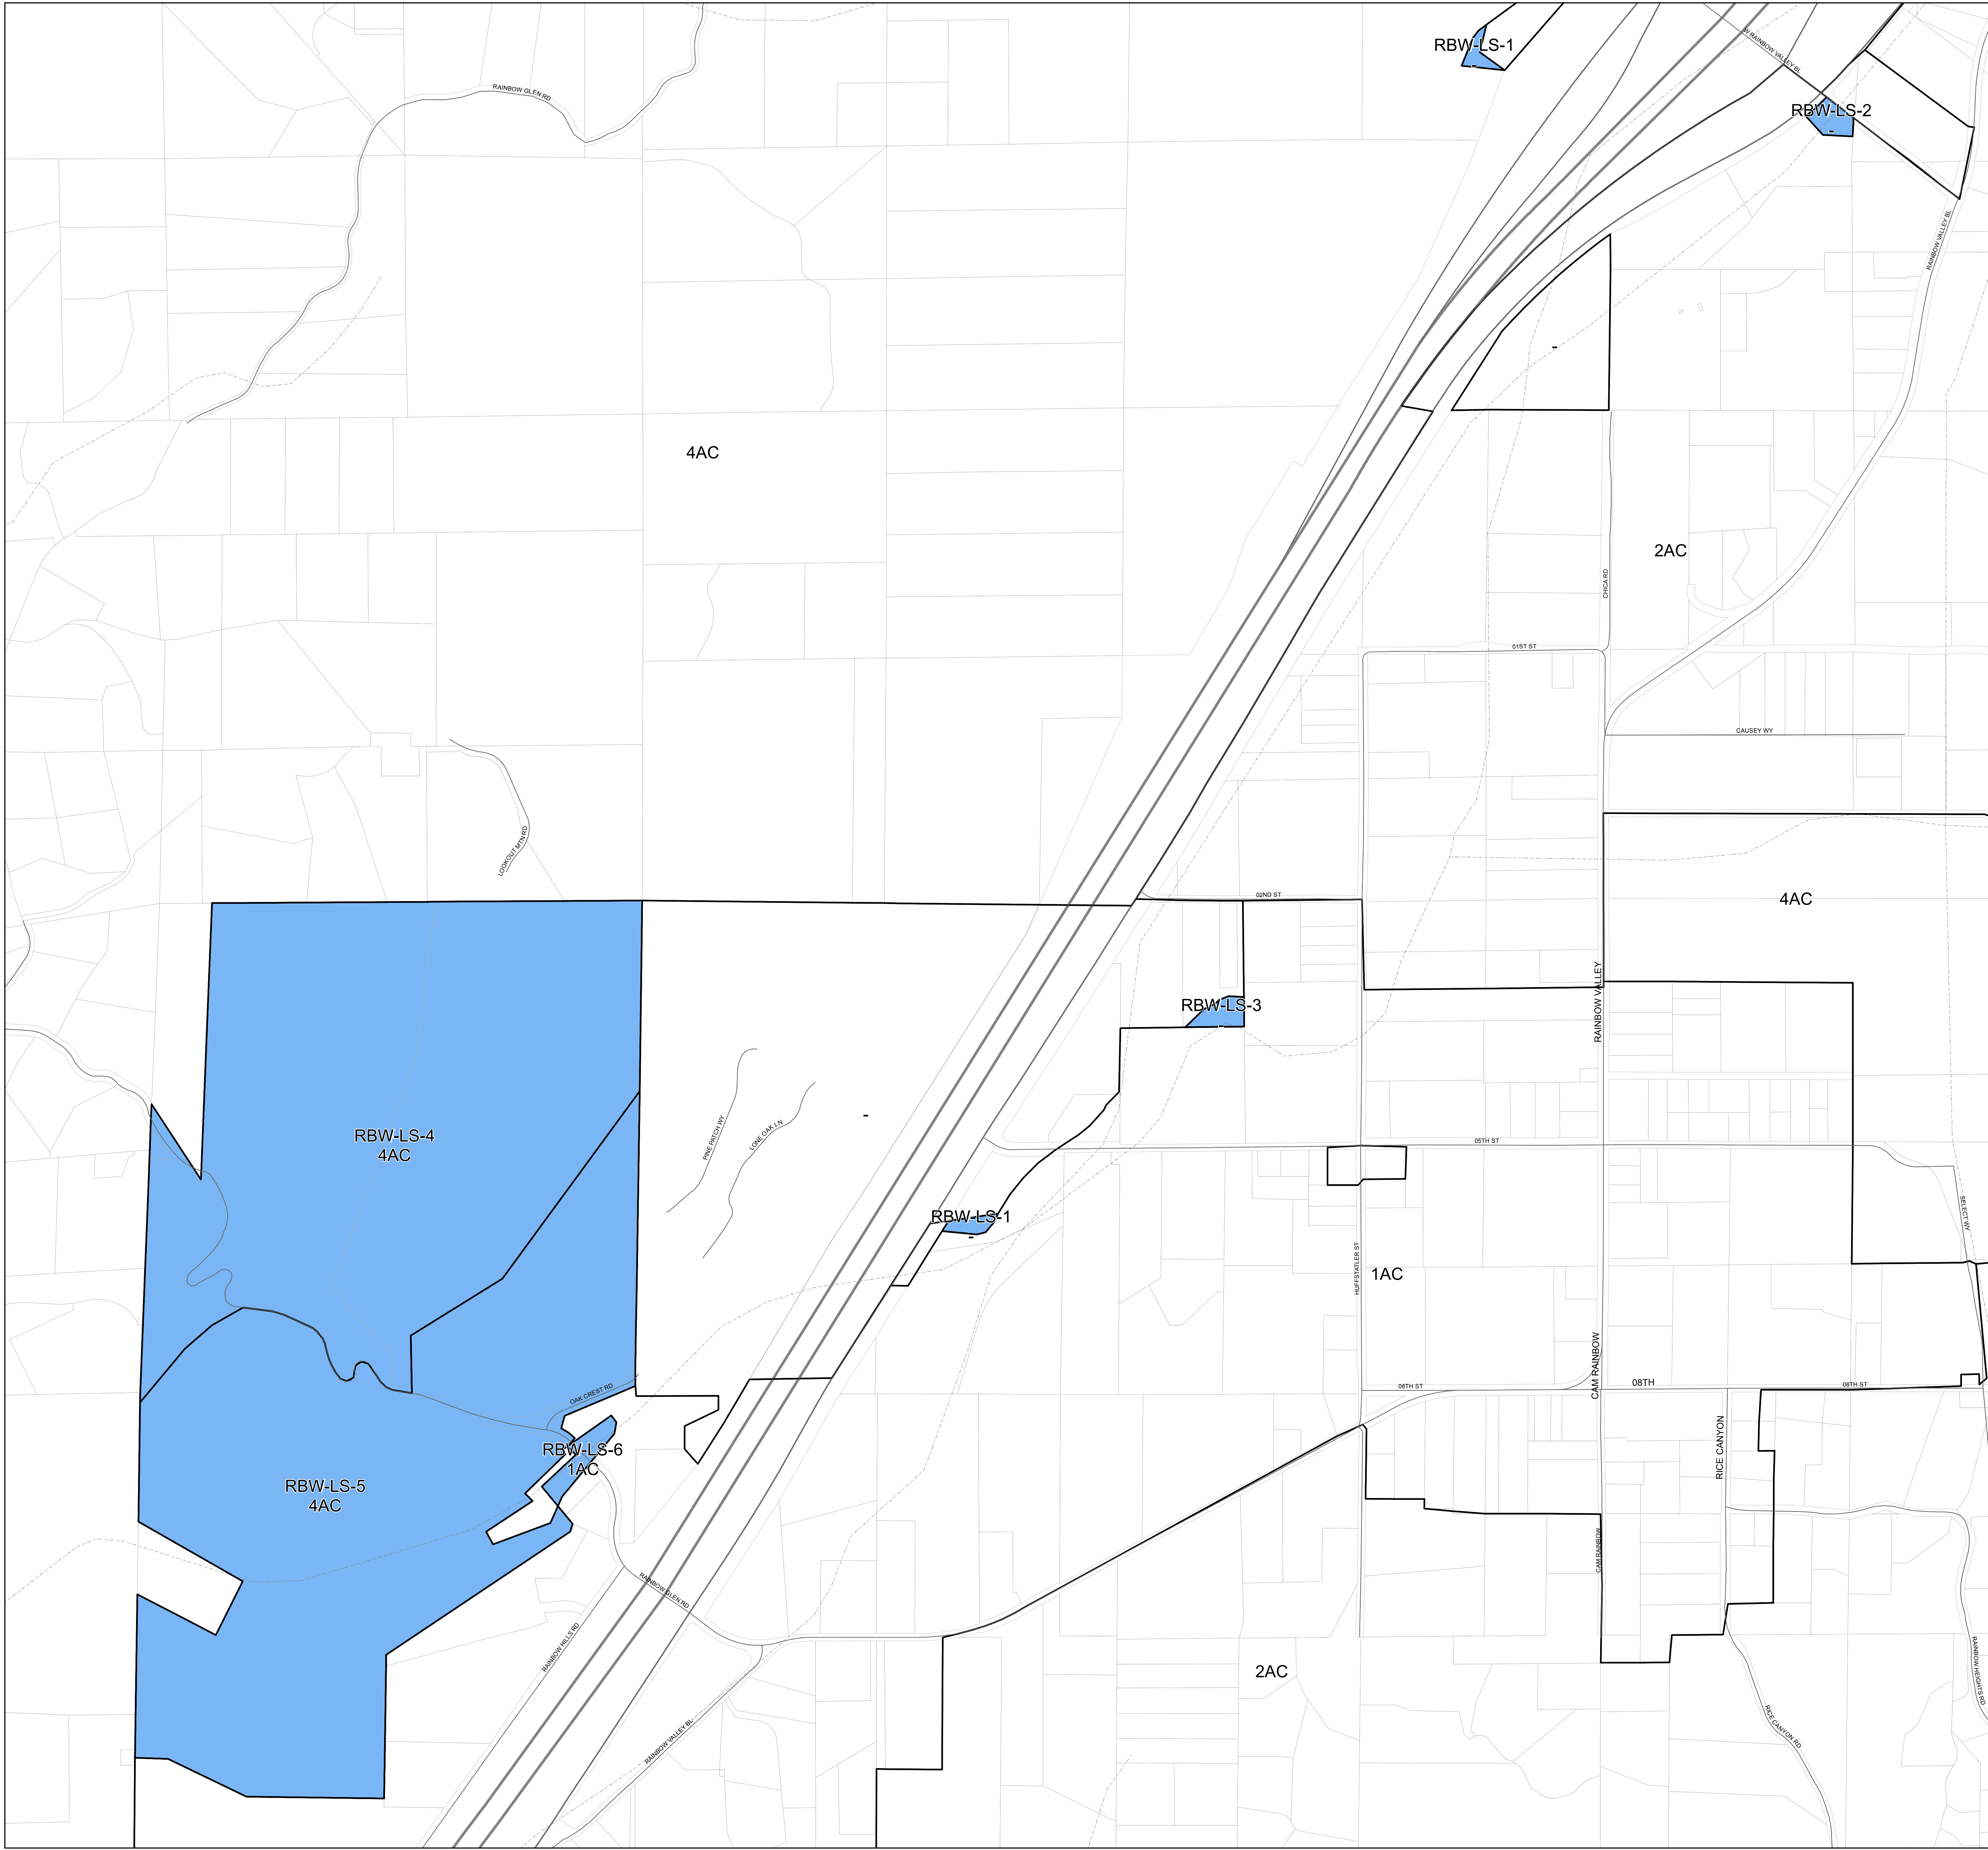 RBW-LS-1
-
W RAINBOW VALLEY BL
RAINBOW GLEN RD
RBW-LS-2
-
RAINBOW VALLEY BL
-
4AC
2AC
CHICA RD
01ST ST
CAUSEY WY
LOOKOUT MTN RD
02ND ST
4AC
RAINBOW VALLEY
RBW-LS-3
-
PINE PATCH WY
LONE OAK LN
-
RBW-LS-4
4AC
05TH ST
SELECT WY
RBW-LS-1
-
HUFFSTATLER ST
1AC
CAM RAINBOW
08TH
08TH ST
08TH ST
OAK CREST RD
RICE CANYON
RBW-LS-6
1AC
RBW-LS-5
4AC
CAM RAINBOW
RAINBOW GLEN RD
RAINBOW HILLS RD
2AC
RAINBOW HEIGHTS RD
RICE CANYON RD
RAINBOW VALLEY BL